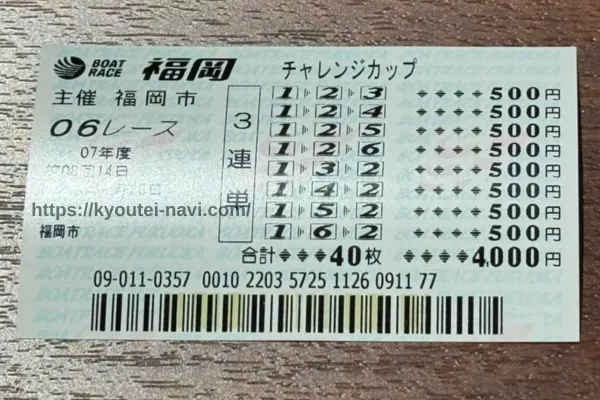 BOAT RACE 福岡 チャレンジカップ
主催 福岡市
06レース
07年度
14日
https://kyoutei-navi.com/
福岡市
3連単
1 2 3 500円
1 2 4 500円
1 2 5 500円
1 2 6 500円
1 3 2 500円
1 4 2 500円
1 5 2 500円
1 6 2 500円
合計 40枚 4,000円
09-011-0357 0010 2203 5725 1126 0911 77